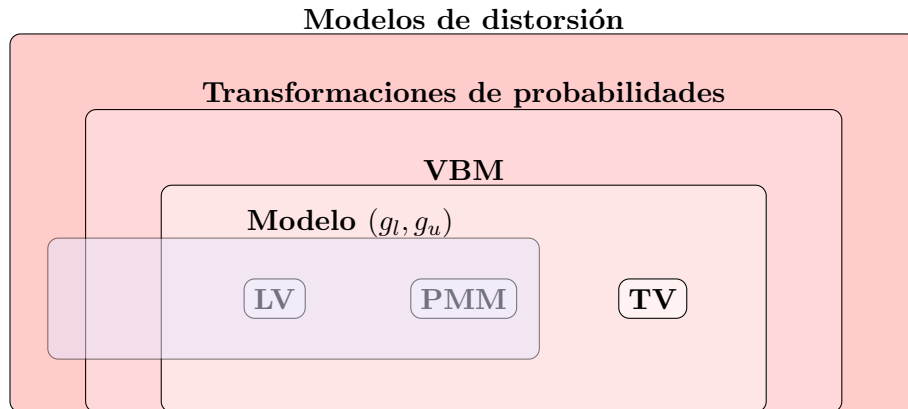 Modelos de distorsión
Transformaciones de probabilidades
VBM
Modelo (g_l, g_u)
LV PMM TV